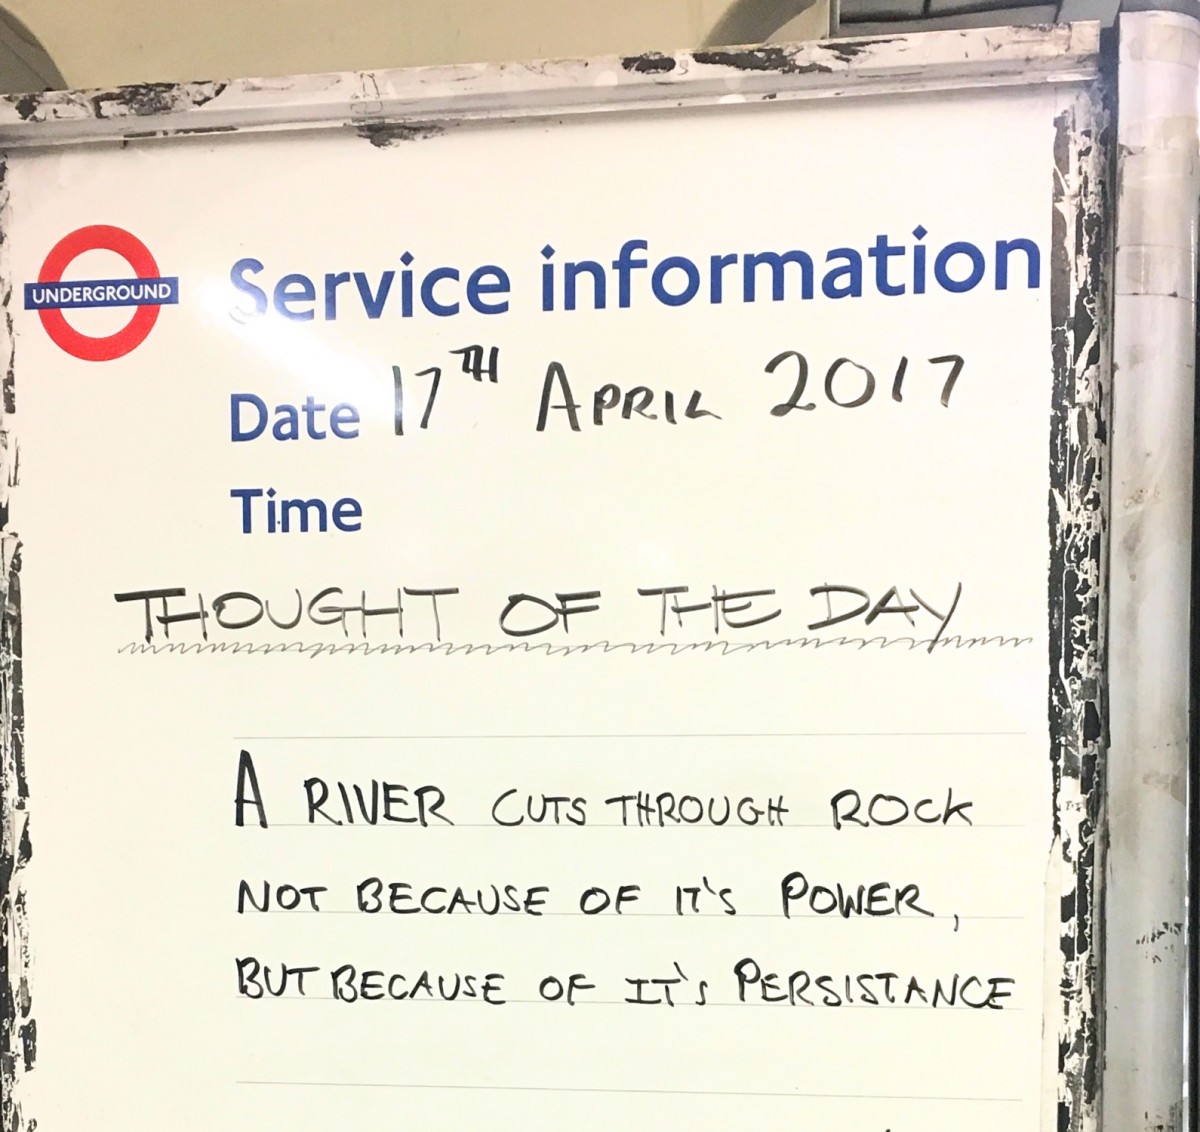 UNDERGROUND
Service information
Date 17TH APRIL 2017
Time
THOUGHT OF THE DAY
A RIVER CUTS THROUGH ROCK
NOT BECAUSE OF IT'S POWER,
BUT BECAUSE OF IT'S PERSISTANCE